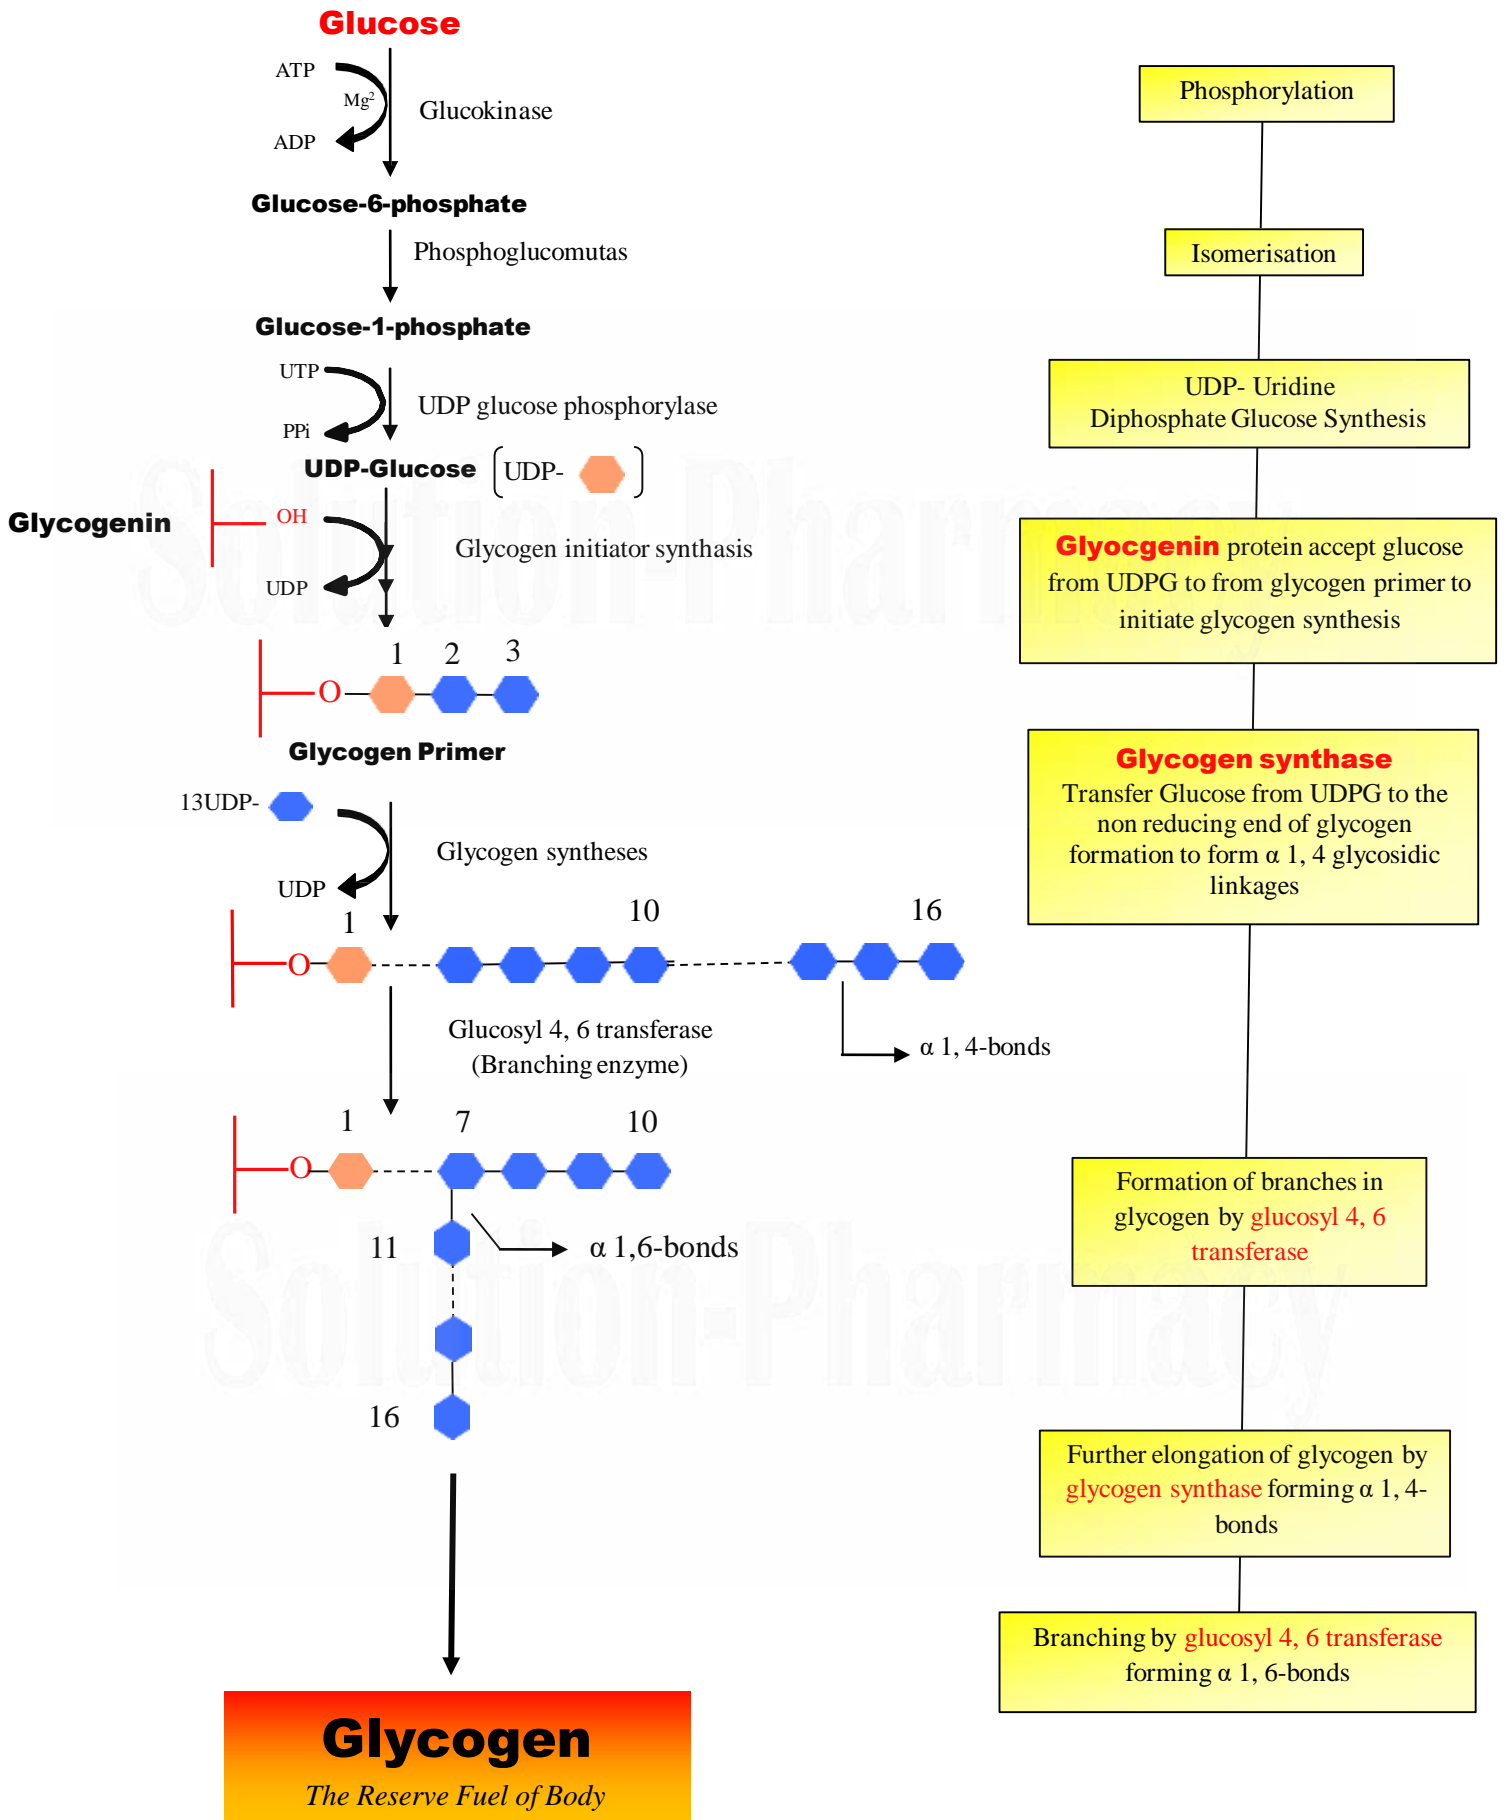 Glucose
ATP
Mg²
Glucokinase
ADP
Glucose-6-phosphate
Phosphoglucomutas
Glucose-1-phosphate
UTP
UDP glucose phosphorylase
PPi
UDP-Glucose (UDP- )
Glycogenin
OH
Glycogen initiator synthasis
UDP
1 2 3
O
Glycogen Primer
13UDP-
Glycogen syntheses
UDP
1 10 16
O
Glucosyl 4, 6 transferase
(Branching enzyme)
α 1, 4-bonds
1 7 10
O
11
α 1,6-bonds
16
Glycogen
The Reserve Fuel of Body
Phosphorylation
Isomerisation
UDP- Uridine
Diphosphate Glucose Synthesis
Glyocgenin protein accept glucose
from UDPG to from glycogen primer to
initiate glycogen synthesis
Glycogen synthase
Transfer Glucose from UDPG to the
non reducing end of glycogen
formation to form α 1, 4 glycosidic
linkages
Formation of branches in
glycogen by glucosyl 4, 6
transferase
Further elongation of glycogen by
glycogen synthase forming α 1, 4-
bonds
Branching by glucosyl 4, 6 transferase
forming α 1, 6-bonds
Solution-Pharmacy
Solution-Pharmacy